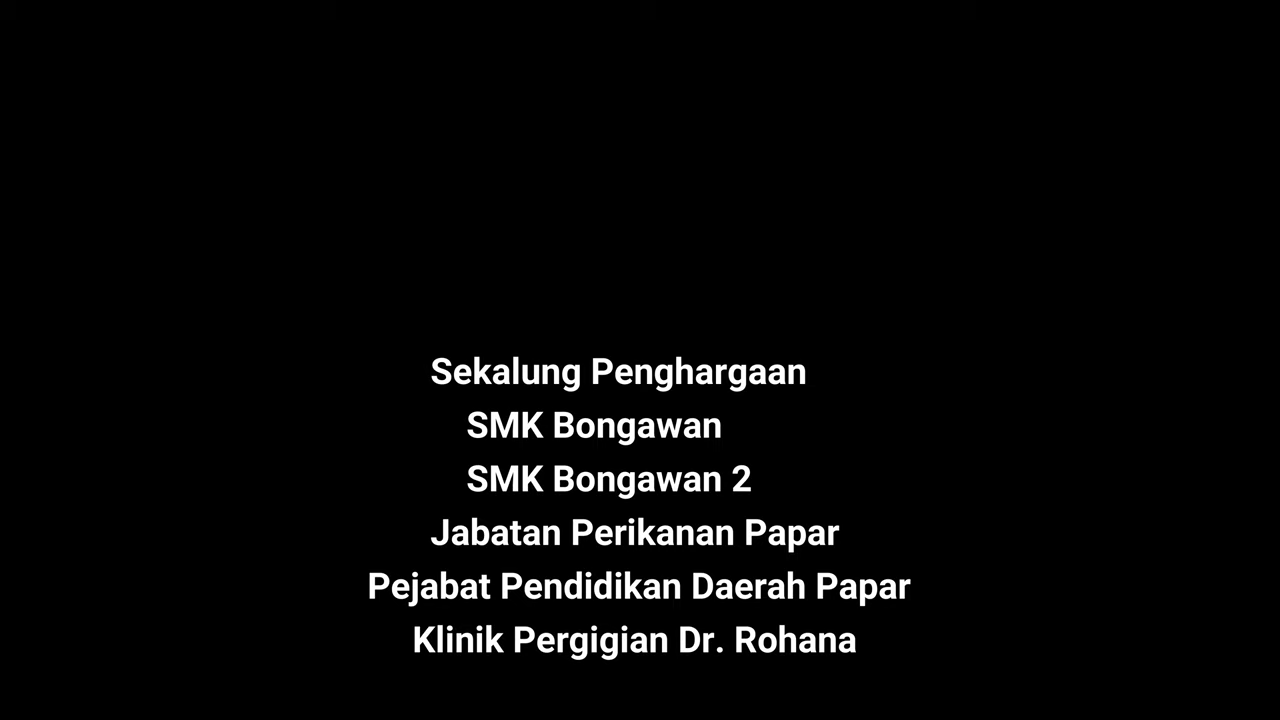 Sekalung Penghargaan
SMK Bongawan
SMK Bongawan 2
Jabatan Perikanan Papar
Pejabat Pendidikan Daerah Papar
Klinik Pergigian Dr. Rohana